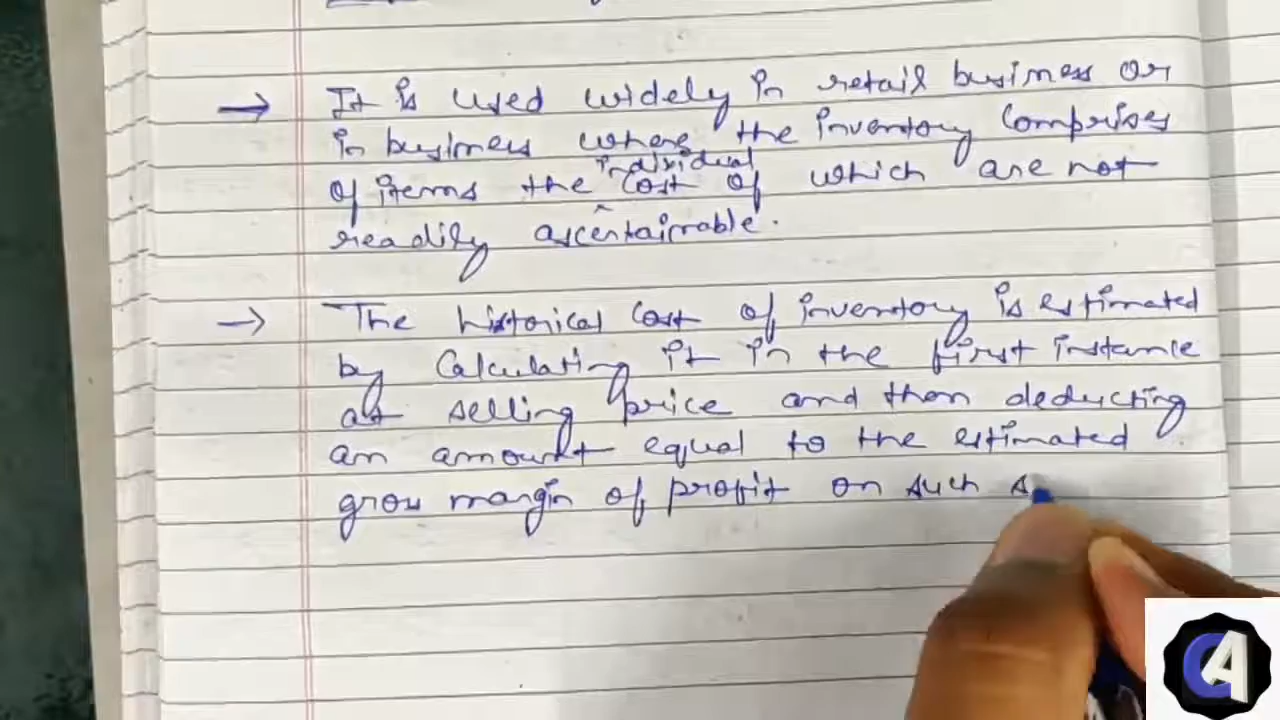 → It is used widely in retail business or
in business where the inventory comprises
individual
of items the cost of which are not
readily ascertainable.
→ The historical cost of inventory is estimated
by calculating it in the first instance
at selling price and then deducting
an amount equal to the estimated
gross margin of profit on such s
CA